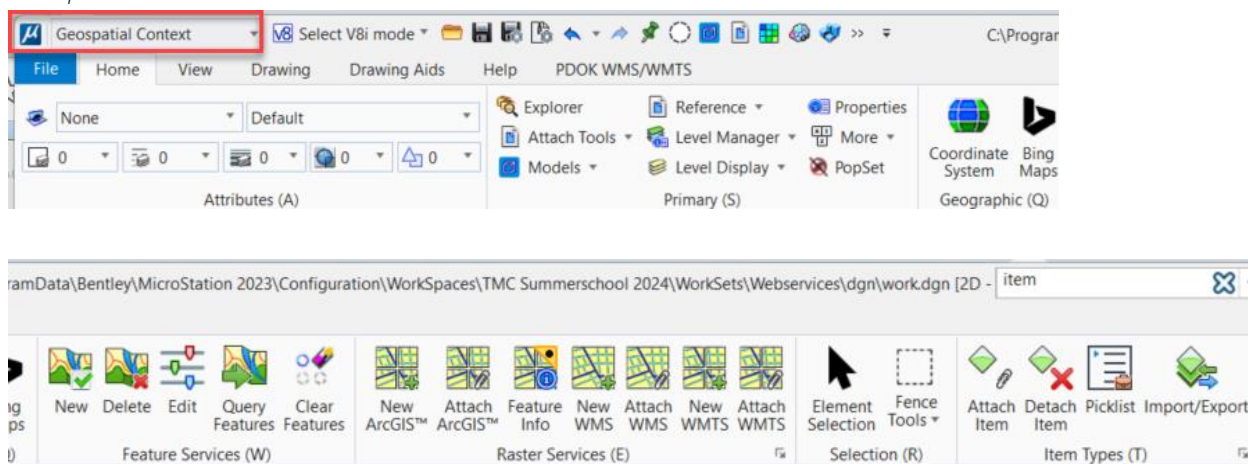 Geospatial Context V8 Select V8i mode C:\Program
File Home View Drawing Drawing Aids Help PDOK WMS/WMTS
None Default Explorer Reference Properties
Attach Tools Level Manager More
0 0 0 0 0 Models Level Display PopSet
Coordinate System Bing Maps
Attributes (A) Primary (S) Geographic (Q)
ramData\Bentley\MicroStation 2023\Configuration\WorkSpaces\TMC Summerschool 2024\WorkSets\Webservices\dgn\work.dgn [2D - item
ng New Delete Edit Query Clear New Attach Feature New Attach New Attach Element Fence Attach Detach Picklist Import/Export
ps Features Features ArcGIS™ ArcGIS™ Info WMS WMS WMTS WMTS Selection Tools Item Item
) Feature Services (W) Raster Services (E) Selection (R) Item Types (T)